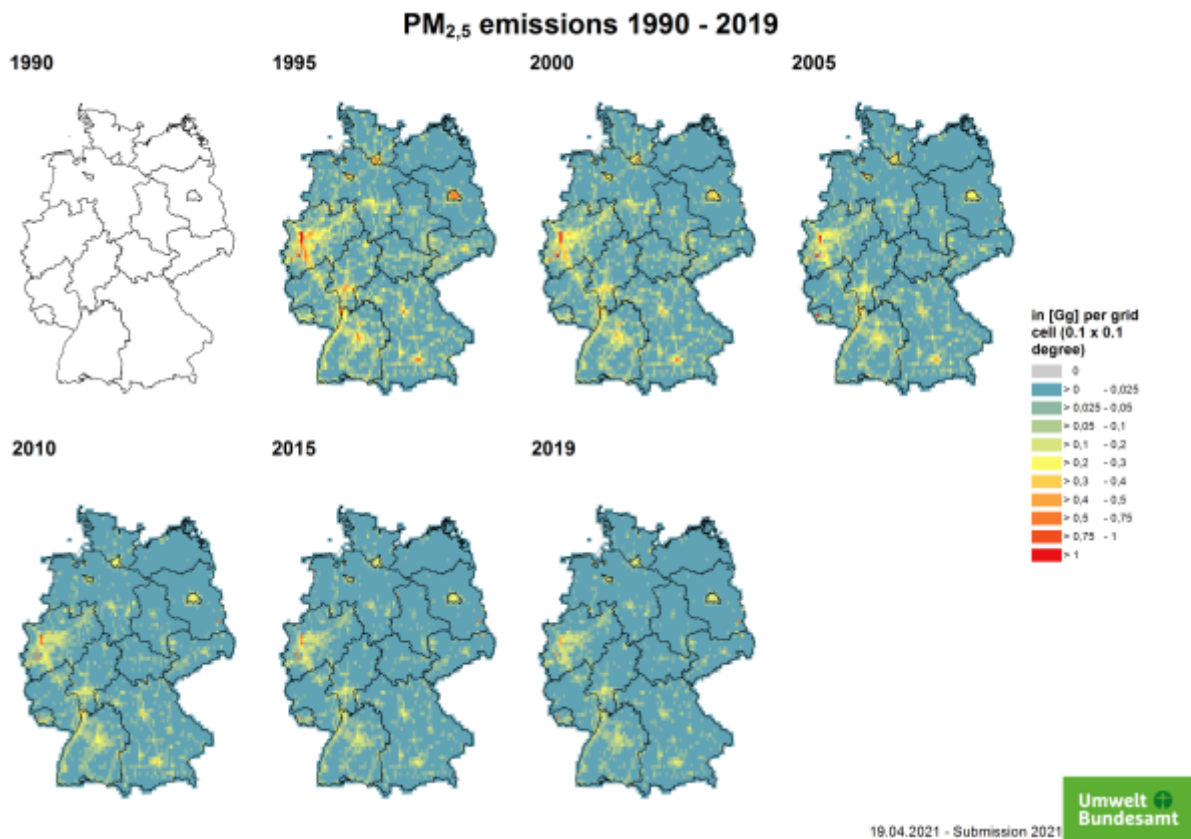 PM2,5 emissions 1990 - 2019
1990
1995
2000
2005
in [Gg] per grid
cell (0.1 x 0.1
degree)
0
> 0 - 0,025
> 0,025 - 0,05
> 0,05 - 0,1
> 0,1 - 0,2
> 0,2 - 0,3
> 0,3 - 0,4
> 0,4 - 0,5
> 0,5 - 0,75
> 0,75 - 1
> 1
2010
2015
2019
Umwelt
Bundesamt
19.04.2021 - Submission 2021